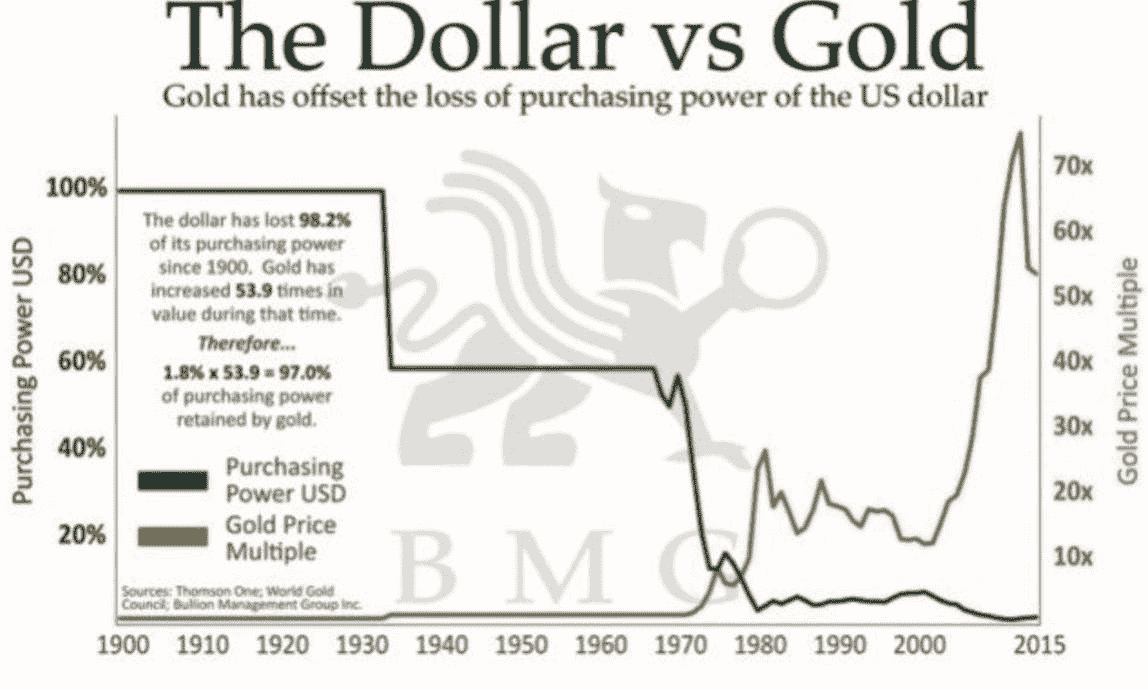 The Dollar vs Gold
Gold has offset the loss of purchasing power of the US dollar
Purchasing Power USD
100%
80%
60%
40%
20%
The dollar has lost 98.2%
of its purchasing power
since 1900. Gold has
increased 53.9 times in
value during that time.
Therefore...
1.8% x 53.9 = 97.0%
of purchasing power
retained by gold.
Purchasing
Power USD
Gold Price
Multiple
Sources: Thomson One; World Gold
Council; Bullion Management Group Inc.
BMG
70x
60x
50x
40x
30x
20x
10x
Gold Price Multiple
1900 1910 1920 1930 1940 1950 1960 1970 1980 1990 2000 2015